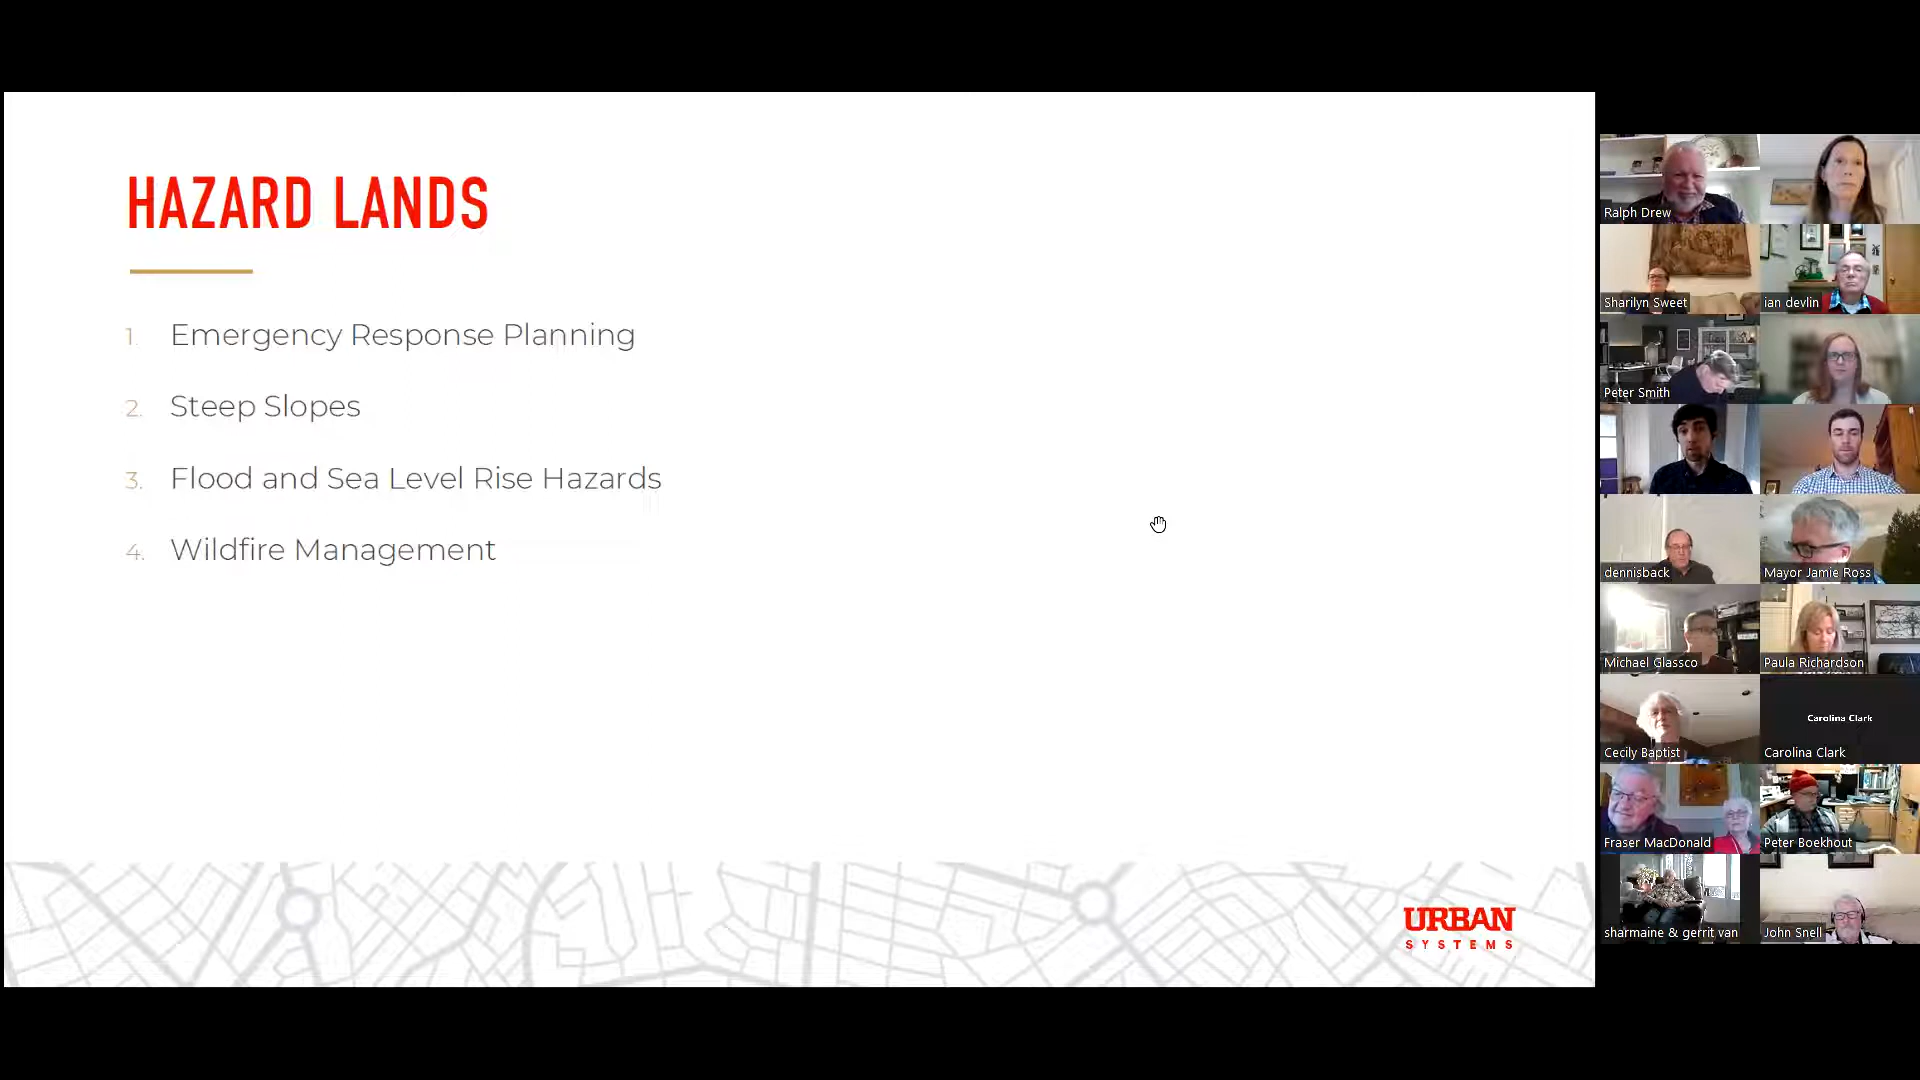 HAZARD LANDS
1. Emergency Response Planning
2. Steep Slopes
3. Flood and Sea Level Rise Hazards
4. Wildfire Management
URBAN
SYSTEMS
Ralph Drew
Sharilyn Sweet
ian devlin
Peter Smith
dennisback
Mayor Jamie Ross
Michael Glassco
Paula Richardson
Cecily Baptist
Carolina Clark
Carolina Clark
Fraser MacDonald
Peter Boekhout
sharmaine & gerrit van
John Snell